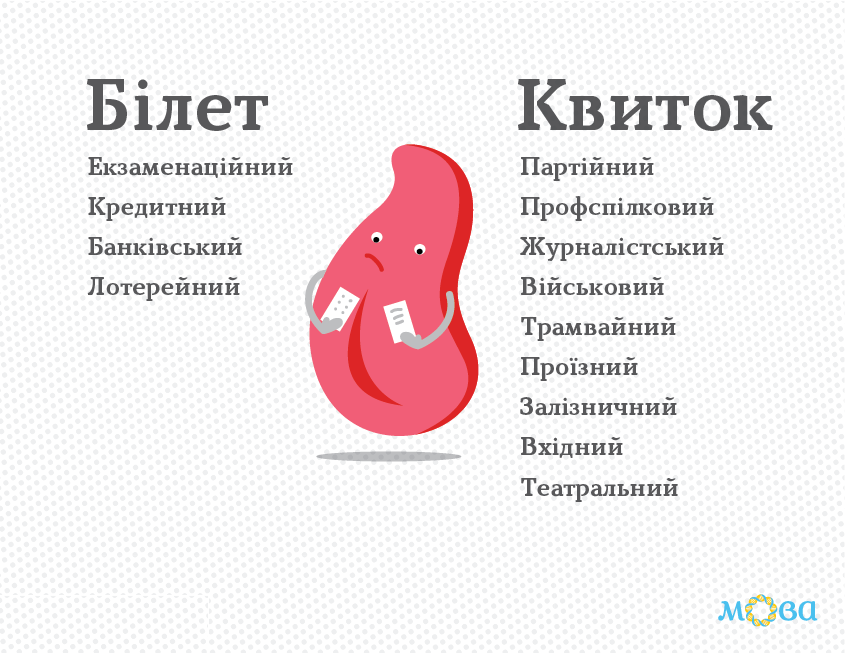 Білет
Екзаменаційний
Кредитний
Банківський
Лотерейний
Квиток
Партійний
Профспілковий
Журналістський
Військовий
Трамвайний
Проїзний
Залізничний
Вхідний
Театральний
мова